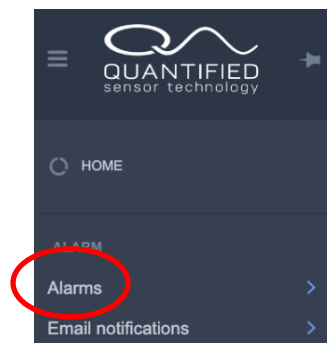 QUANTIFIED
sensor technology
HOME
ALARM
Alarms
Email notifications